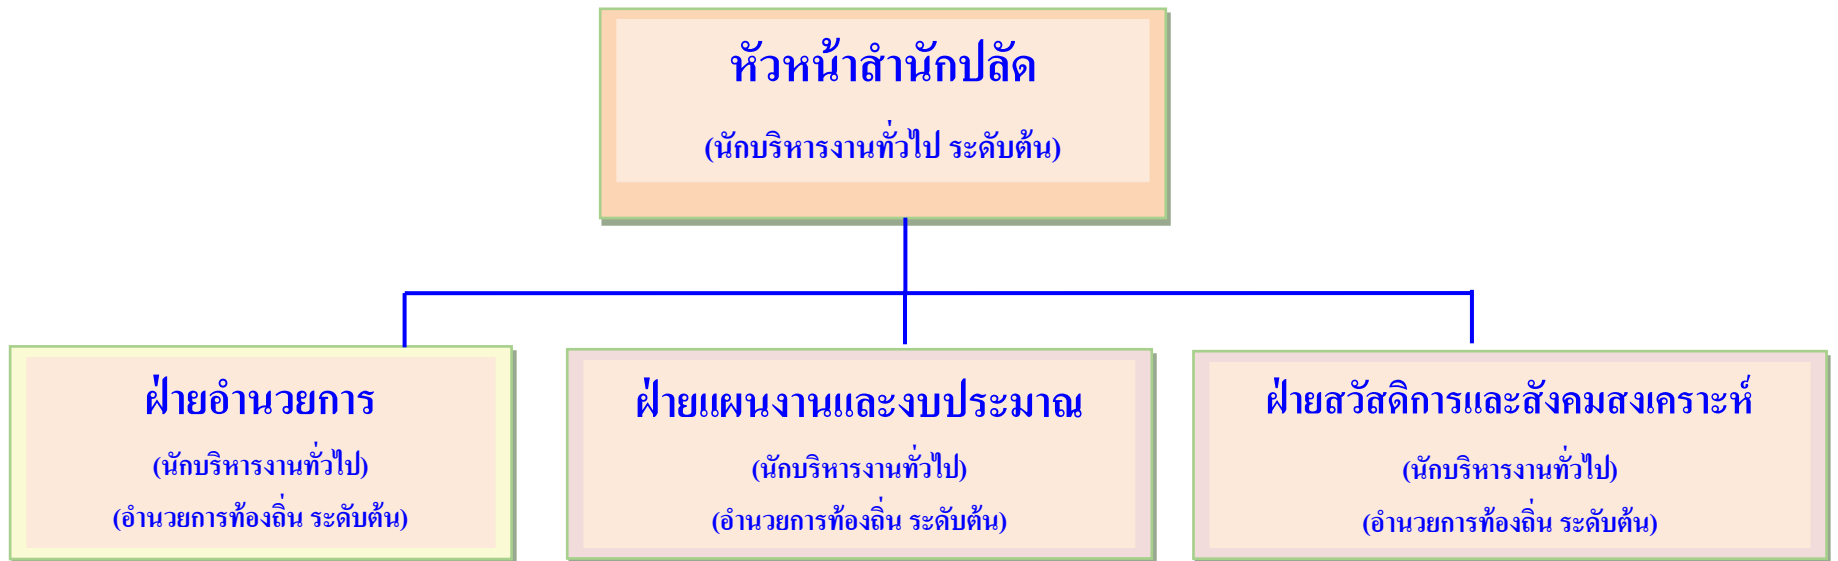 หัวหน้าสำนักปลัด
(นักบริหารงานทั่วไป ระดับต้น)
ฝ่ายอำนวยการ
(นักบริหารงานทั่วไป)
(อำนวยการท้องถิ่น ระดับต้น)
ฝ่ายแผนงานและงบประมาณ
(นักบริหารงานทั่วไป)
(อำนวยการท้องถิ่น ระดับต้น)
ฝ่ายสวัสดิการและสังคมสงเคราะห์
(นักบริหารงานทั่วไป)
(อำนวยการท้องถิ่น ระดับต้น)